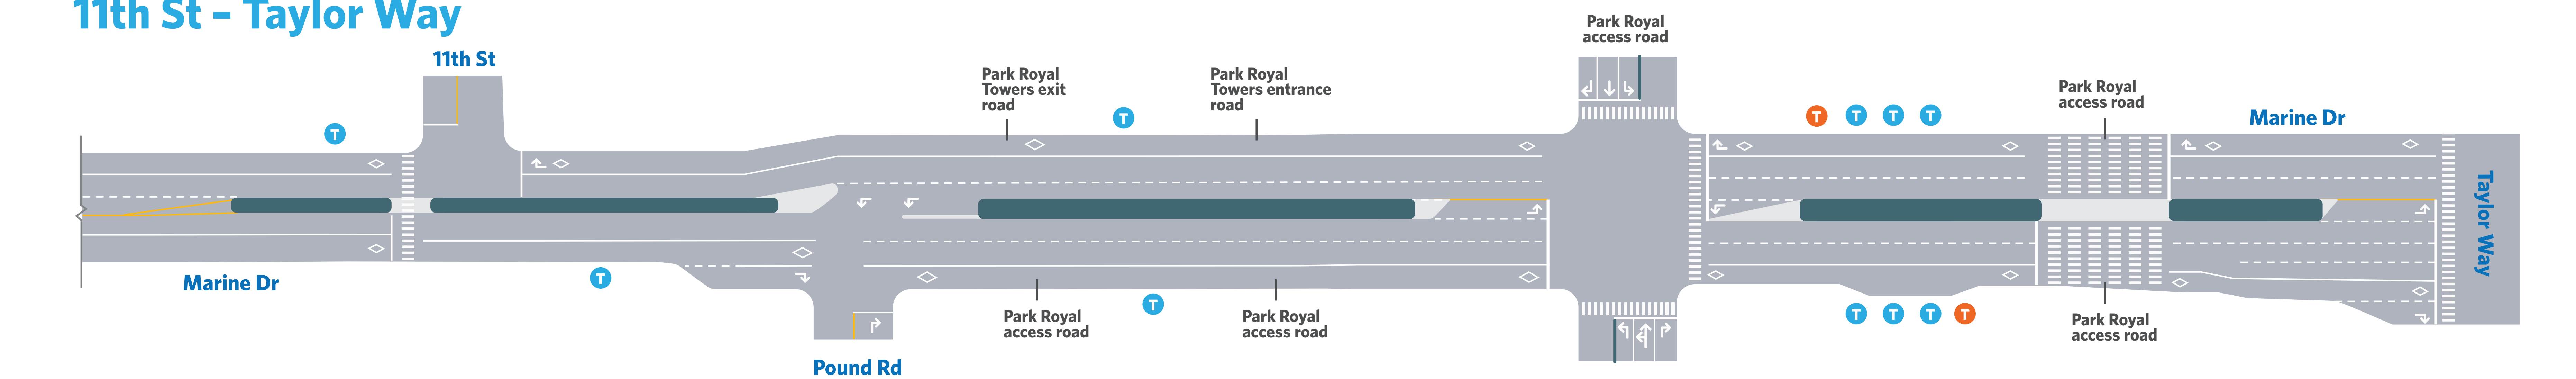 11th St – Taylor Way
Park Royal
access road
11th St
Park Royal
Towers exit
road
Park Royal
Towers entrance
road
Park Royal
access road
Marine Dr
T
T
T
T
T
T
Taylor Way
Marine Dr
T
T
Park Royal
access road
Park Royal
access road
T
T
T
T
Park Royal
access road
Pound Rd